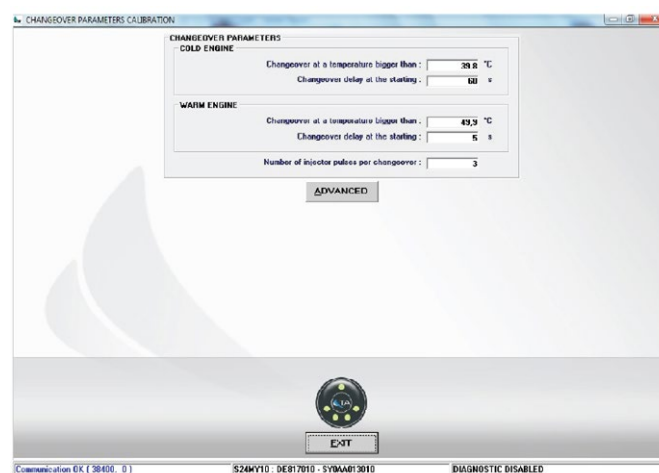 CHANGEOVER PARAMETERS CALIBRATION
CHANGEOVER PARAMETERS
COLD ENGINE
Changeover at a temperature bigger than : 39.8 °C
Changeover delay at the starting : 60 s
WARM ENGINE
Changeover at a temperature bigger than : 49,9 °C
Changeover delay at the starting : 5 s
Number of injector pulses per changeover : 3
ADVANCED
EXIT
Communication OK ( 38400, 0 )
S24MY10 : DE817010 - SY0AA013010
DIAGNOSTIC DISABLED